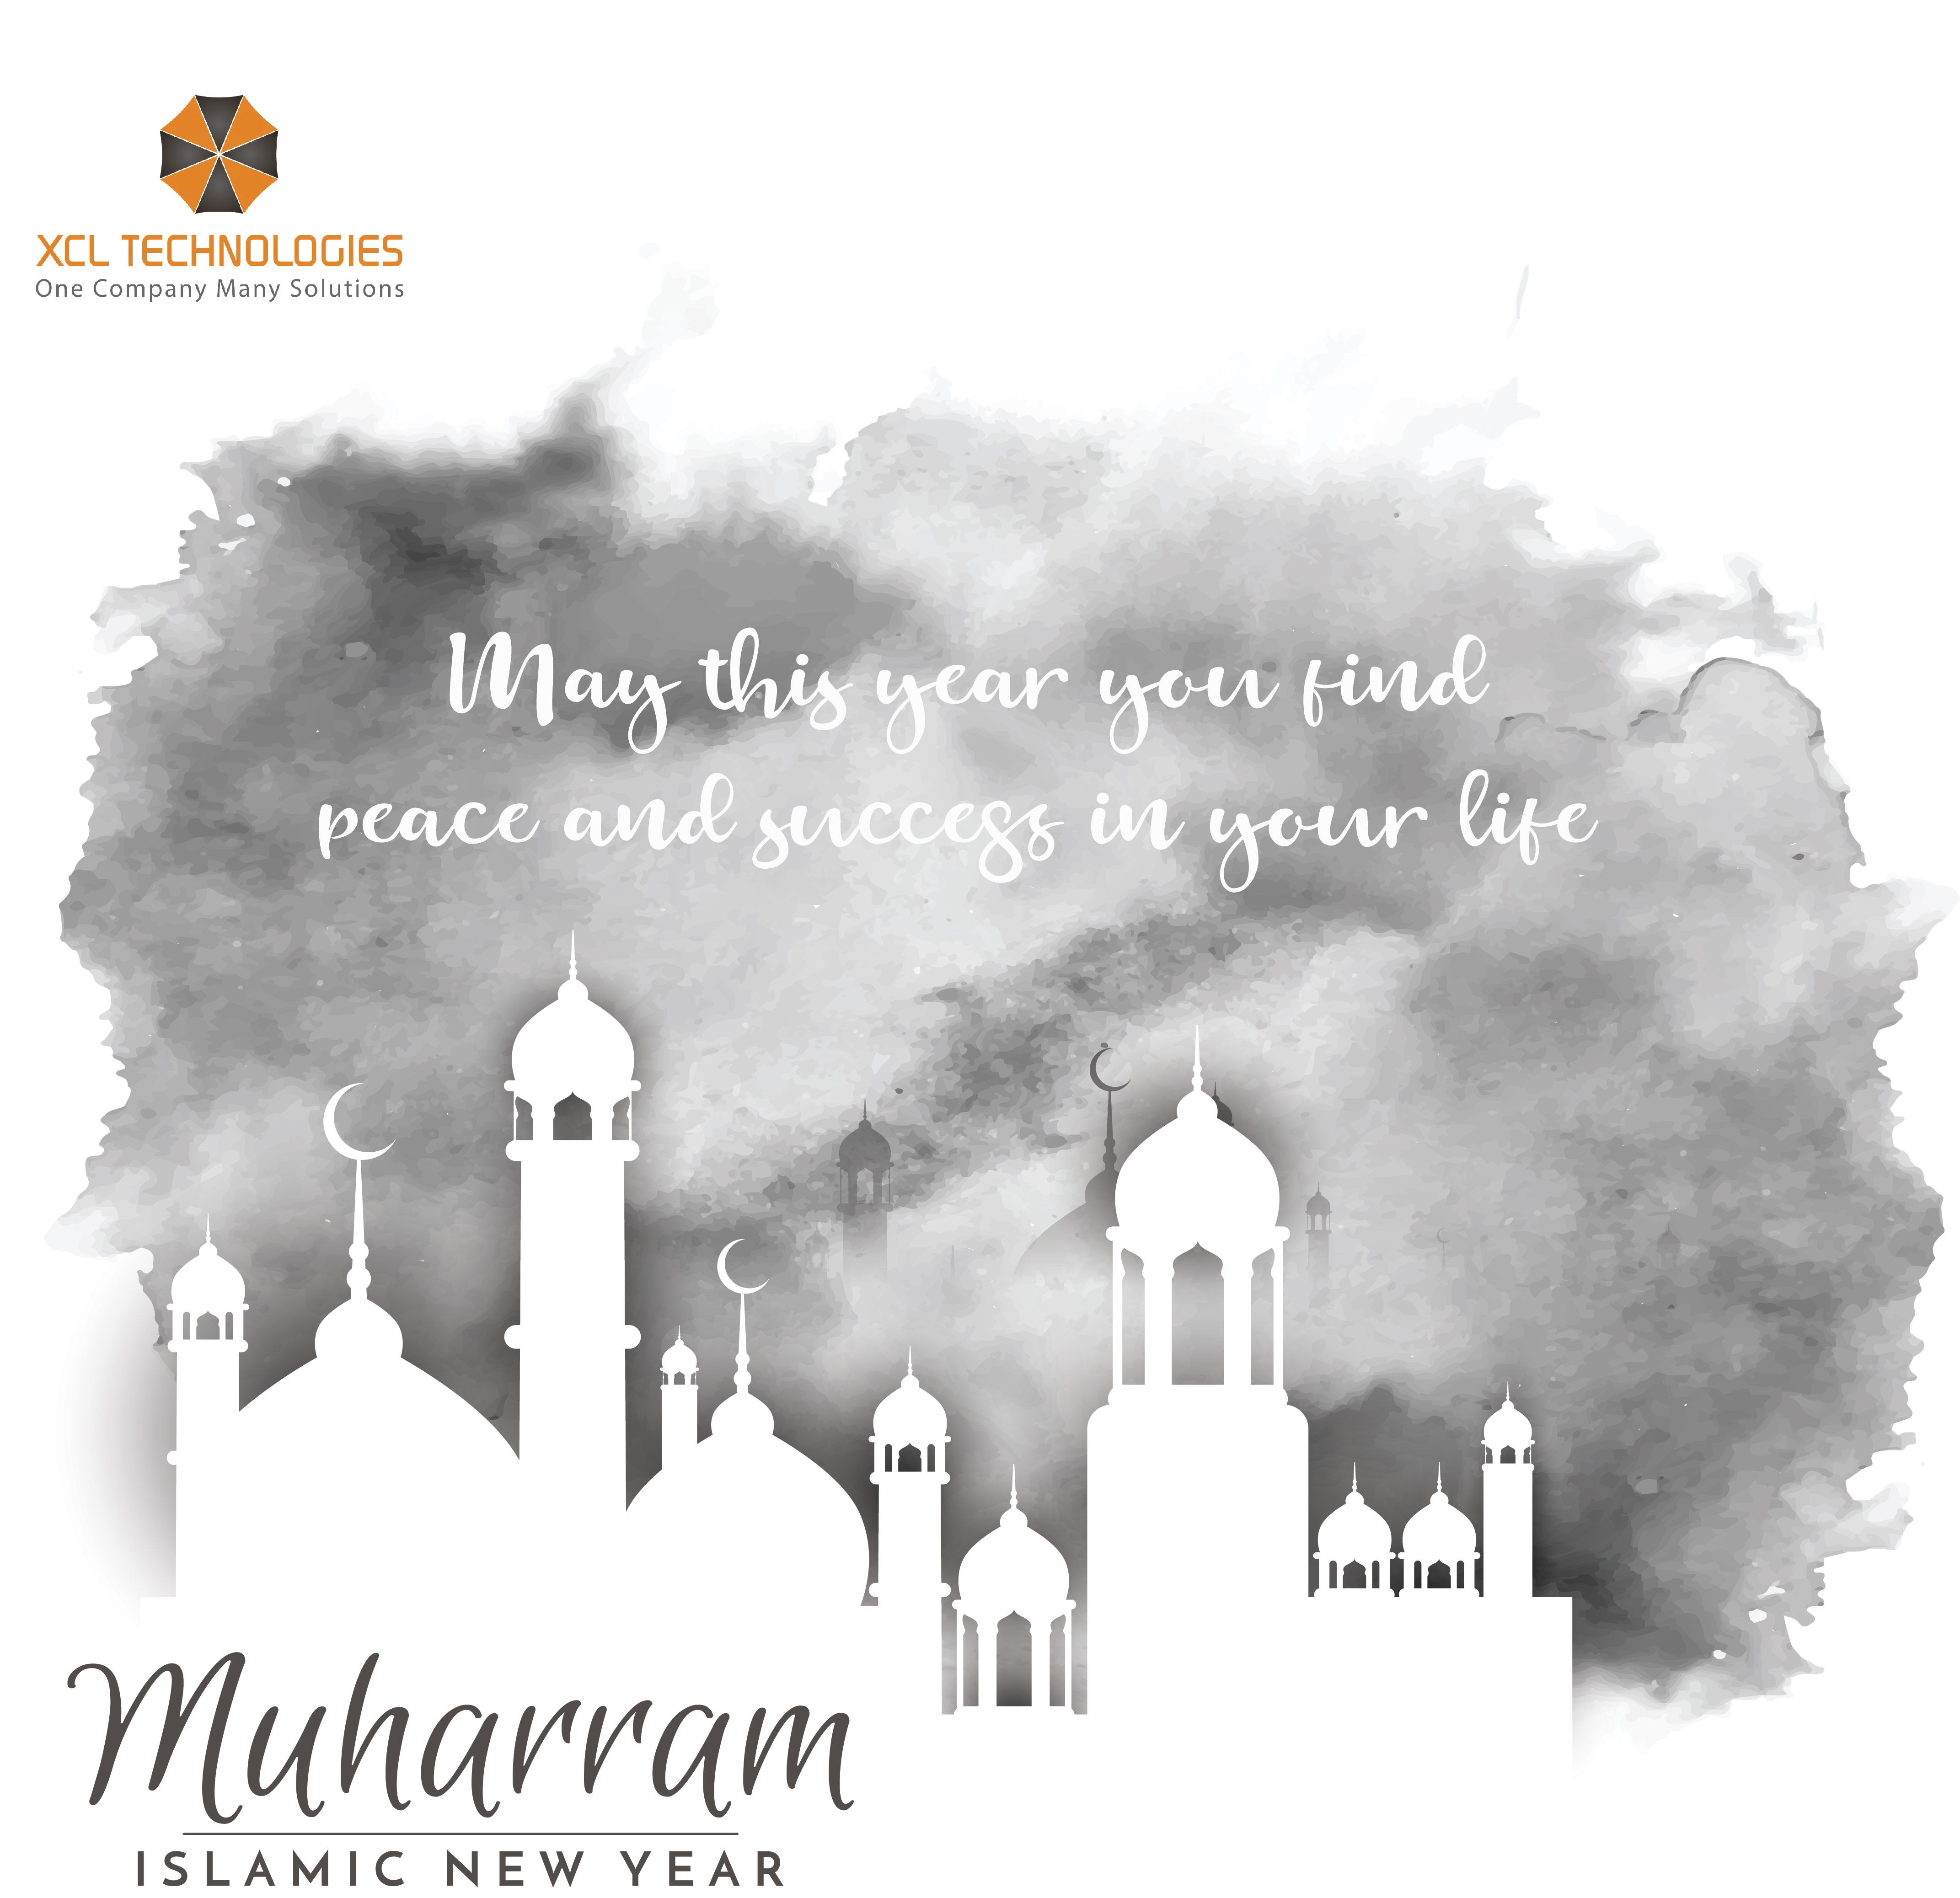 XCL TECHNOLOGIES
One Company Many Solutions
May this year you find
peace and success in your life
Muharram
ISLAMIC NEW YEAR